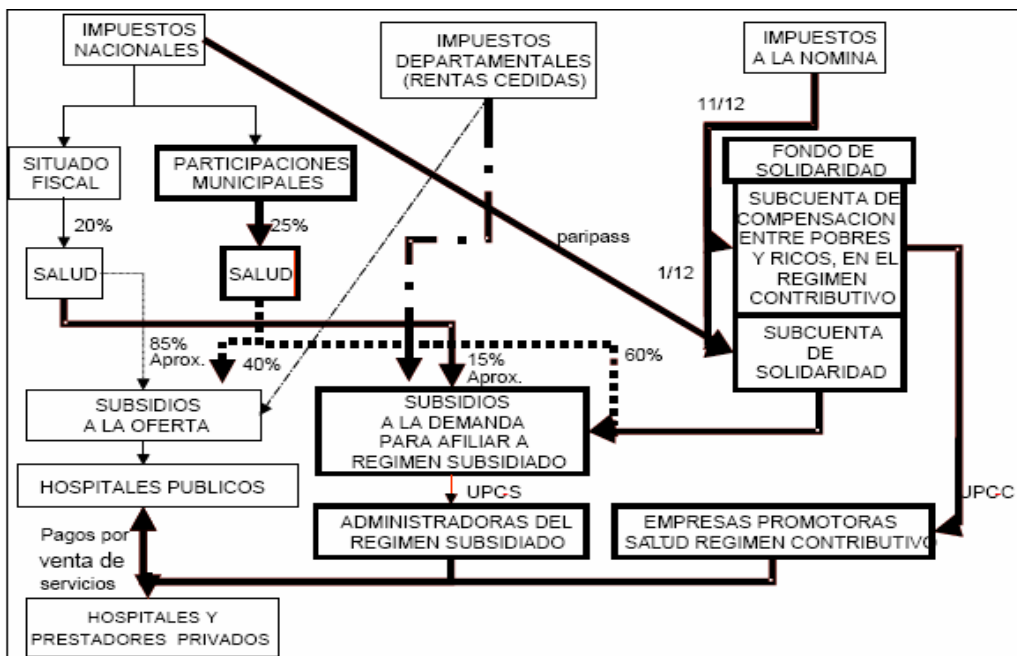 IMPUESTOS
NACIONALES
IMPUESTOS
DEPARTAMENTALES
(RENTAS CEDIDAS)
IMPUESTOS
A LA NOMINA
11/12
SITUADO
FISCAL
PARTICIPACIONES
MUNICIPALES
FONDO DE
SOLIDARIDAD
SUBCUENTA DE
COMPENSACION
ENTRE POBRES
Y RICOS, EN EL
REGIMEN
CONTRIBUTIVO
20%
25%
paripass
1/12
SALUD
SALUD
SUBCUENTA
DE
SOLIDARIDAD
85%
Aprox.
40%
15%
Aprox.
60%
SUBSIDIOS
A LA OFERTA
SUBSIDIOS
A LA DEMANDA
PARA AFILIAR A
REGIMEN SUBSIDIADO
HOSPITALES PUBLICOS
UPC-S
UPC-C
ADMINISTRADORAS DEL
REGIMEN SUBSIDIADO
EMPRESAS PROMOTORAS
SALUD REGIMEN CONTRIBUTIVO
Pagos por
venta de
servicios
HOSPITALES Y
PRESTADORES PRIVADOS